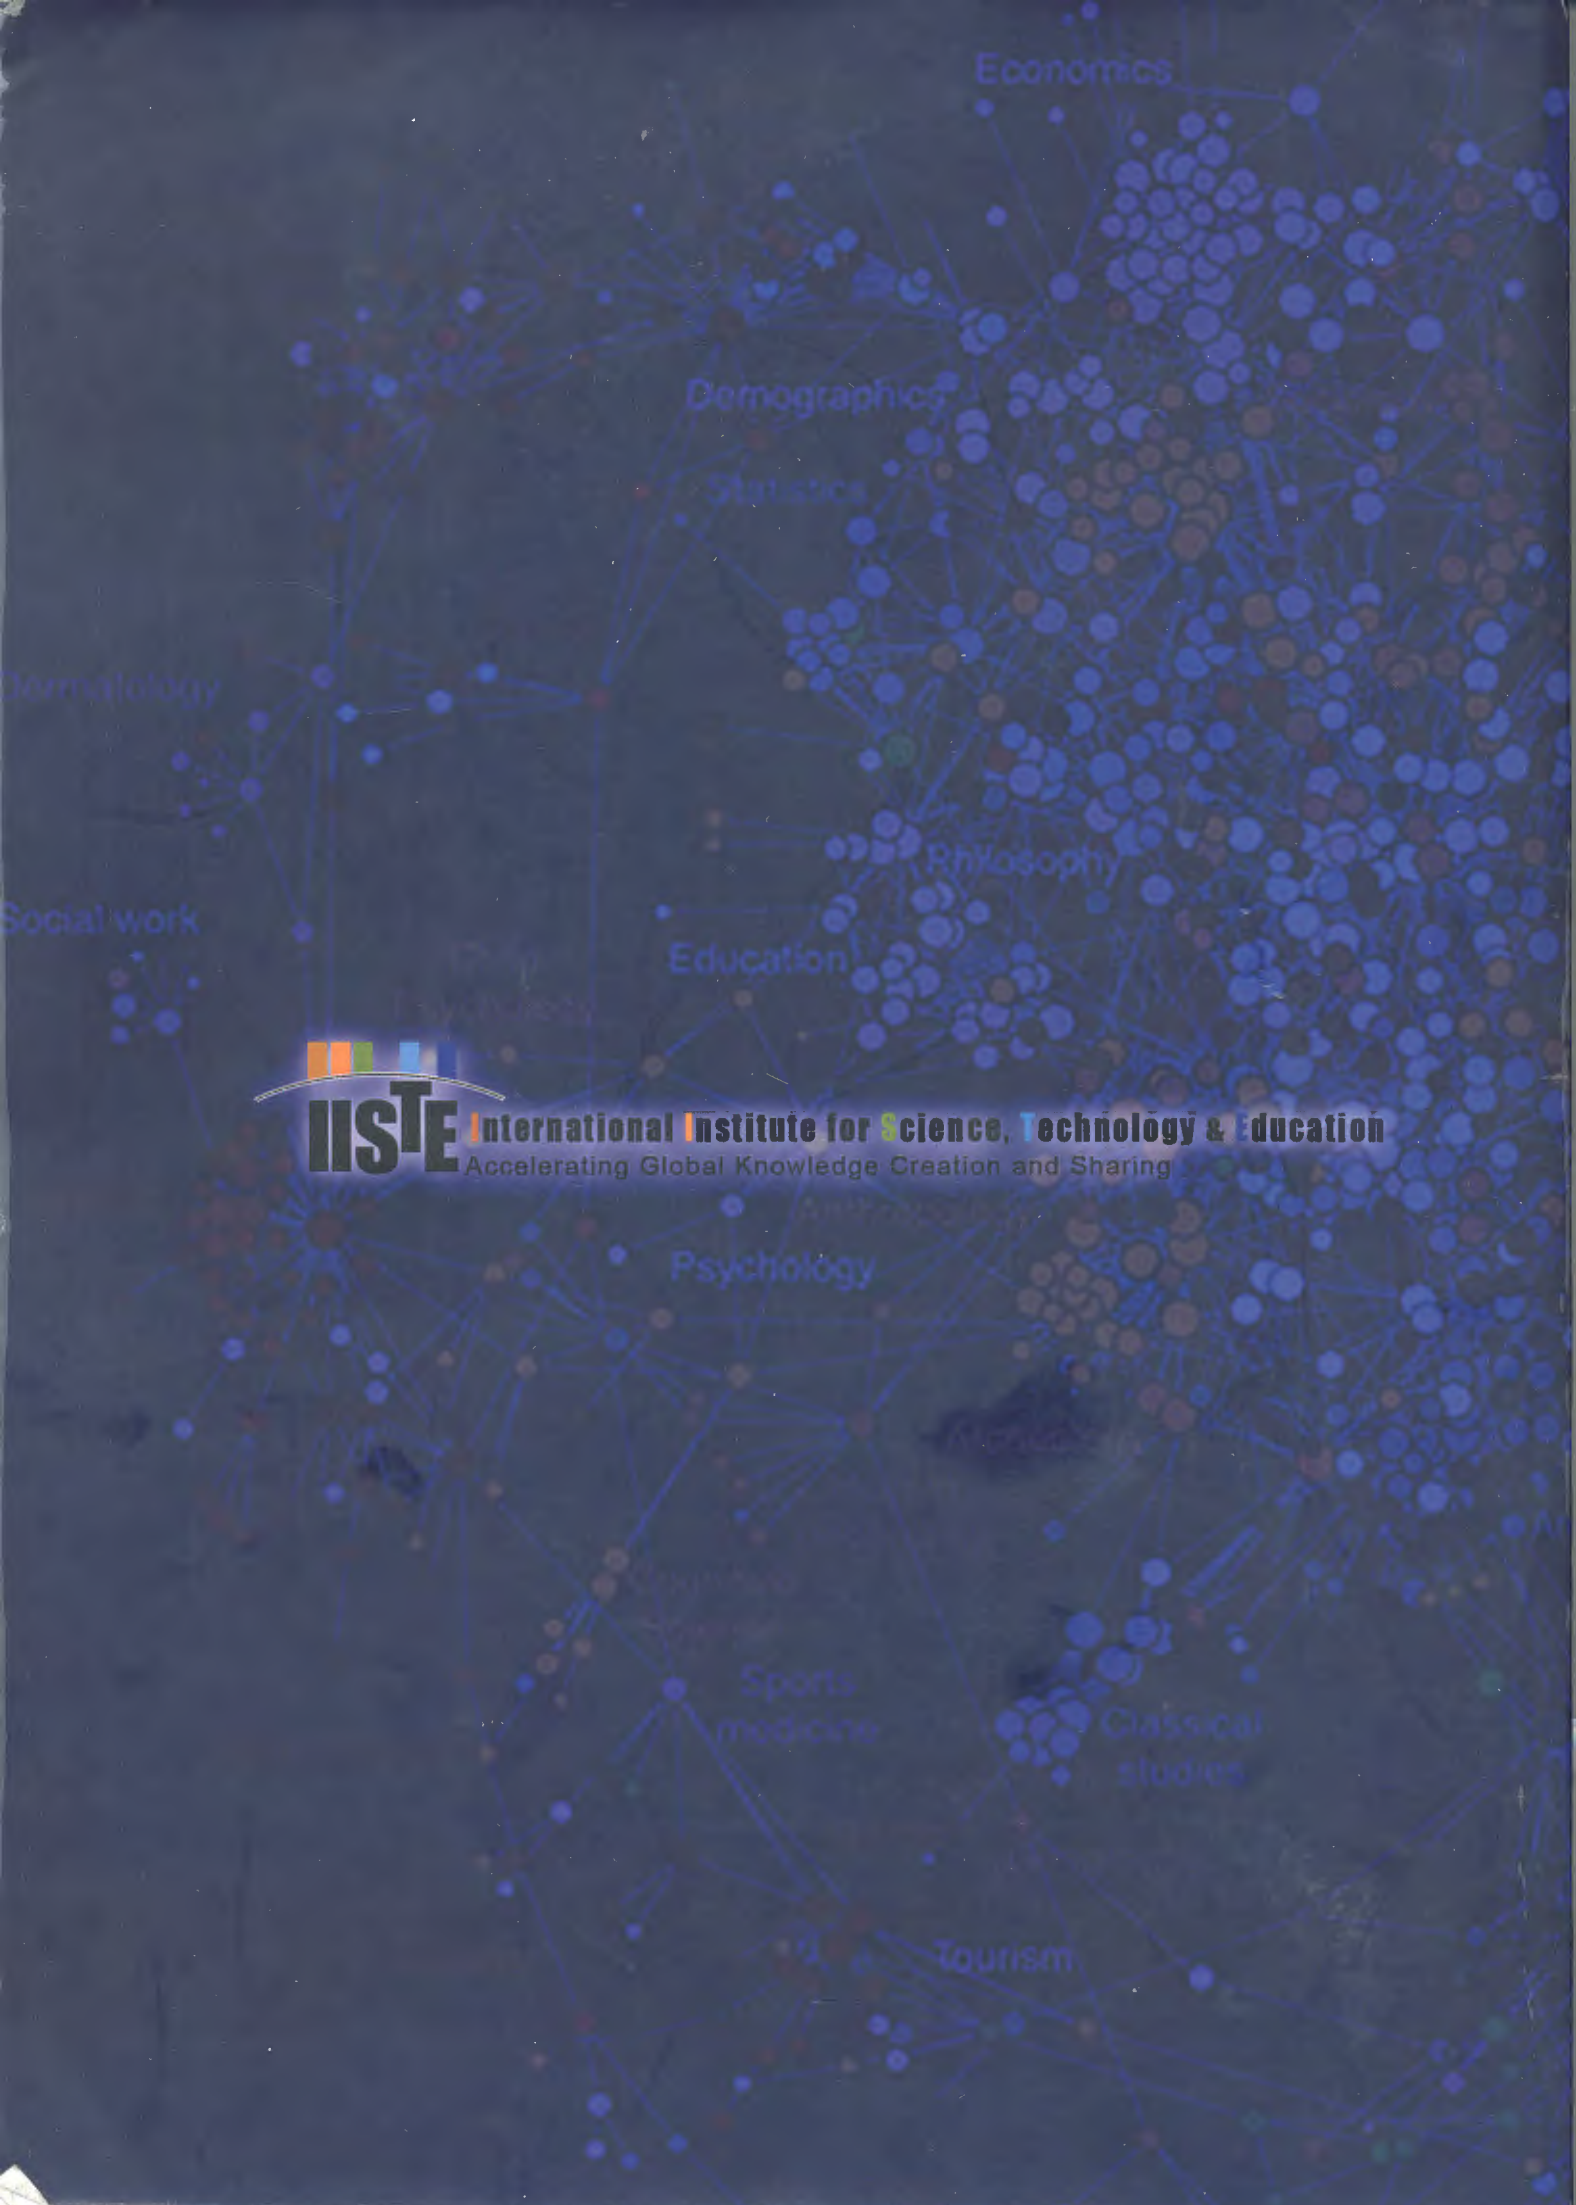 Economics
Demographics
Statistics
Dermatology
Philosophy
Social work
Education
IISTE International Institute for Science, Technology & Education
Accelerating Global Knowledge Creation and Sharing
Psychology
Sports
medicine
Classical
studies
Tourism